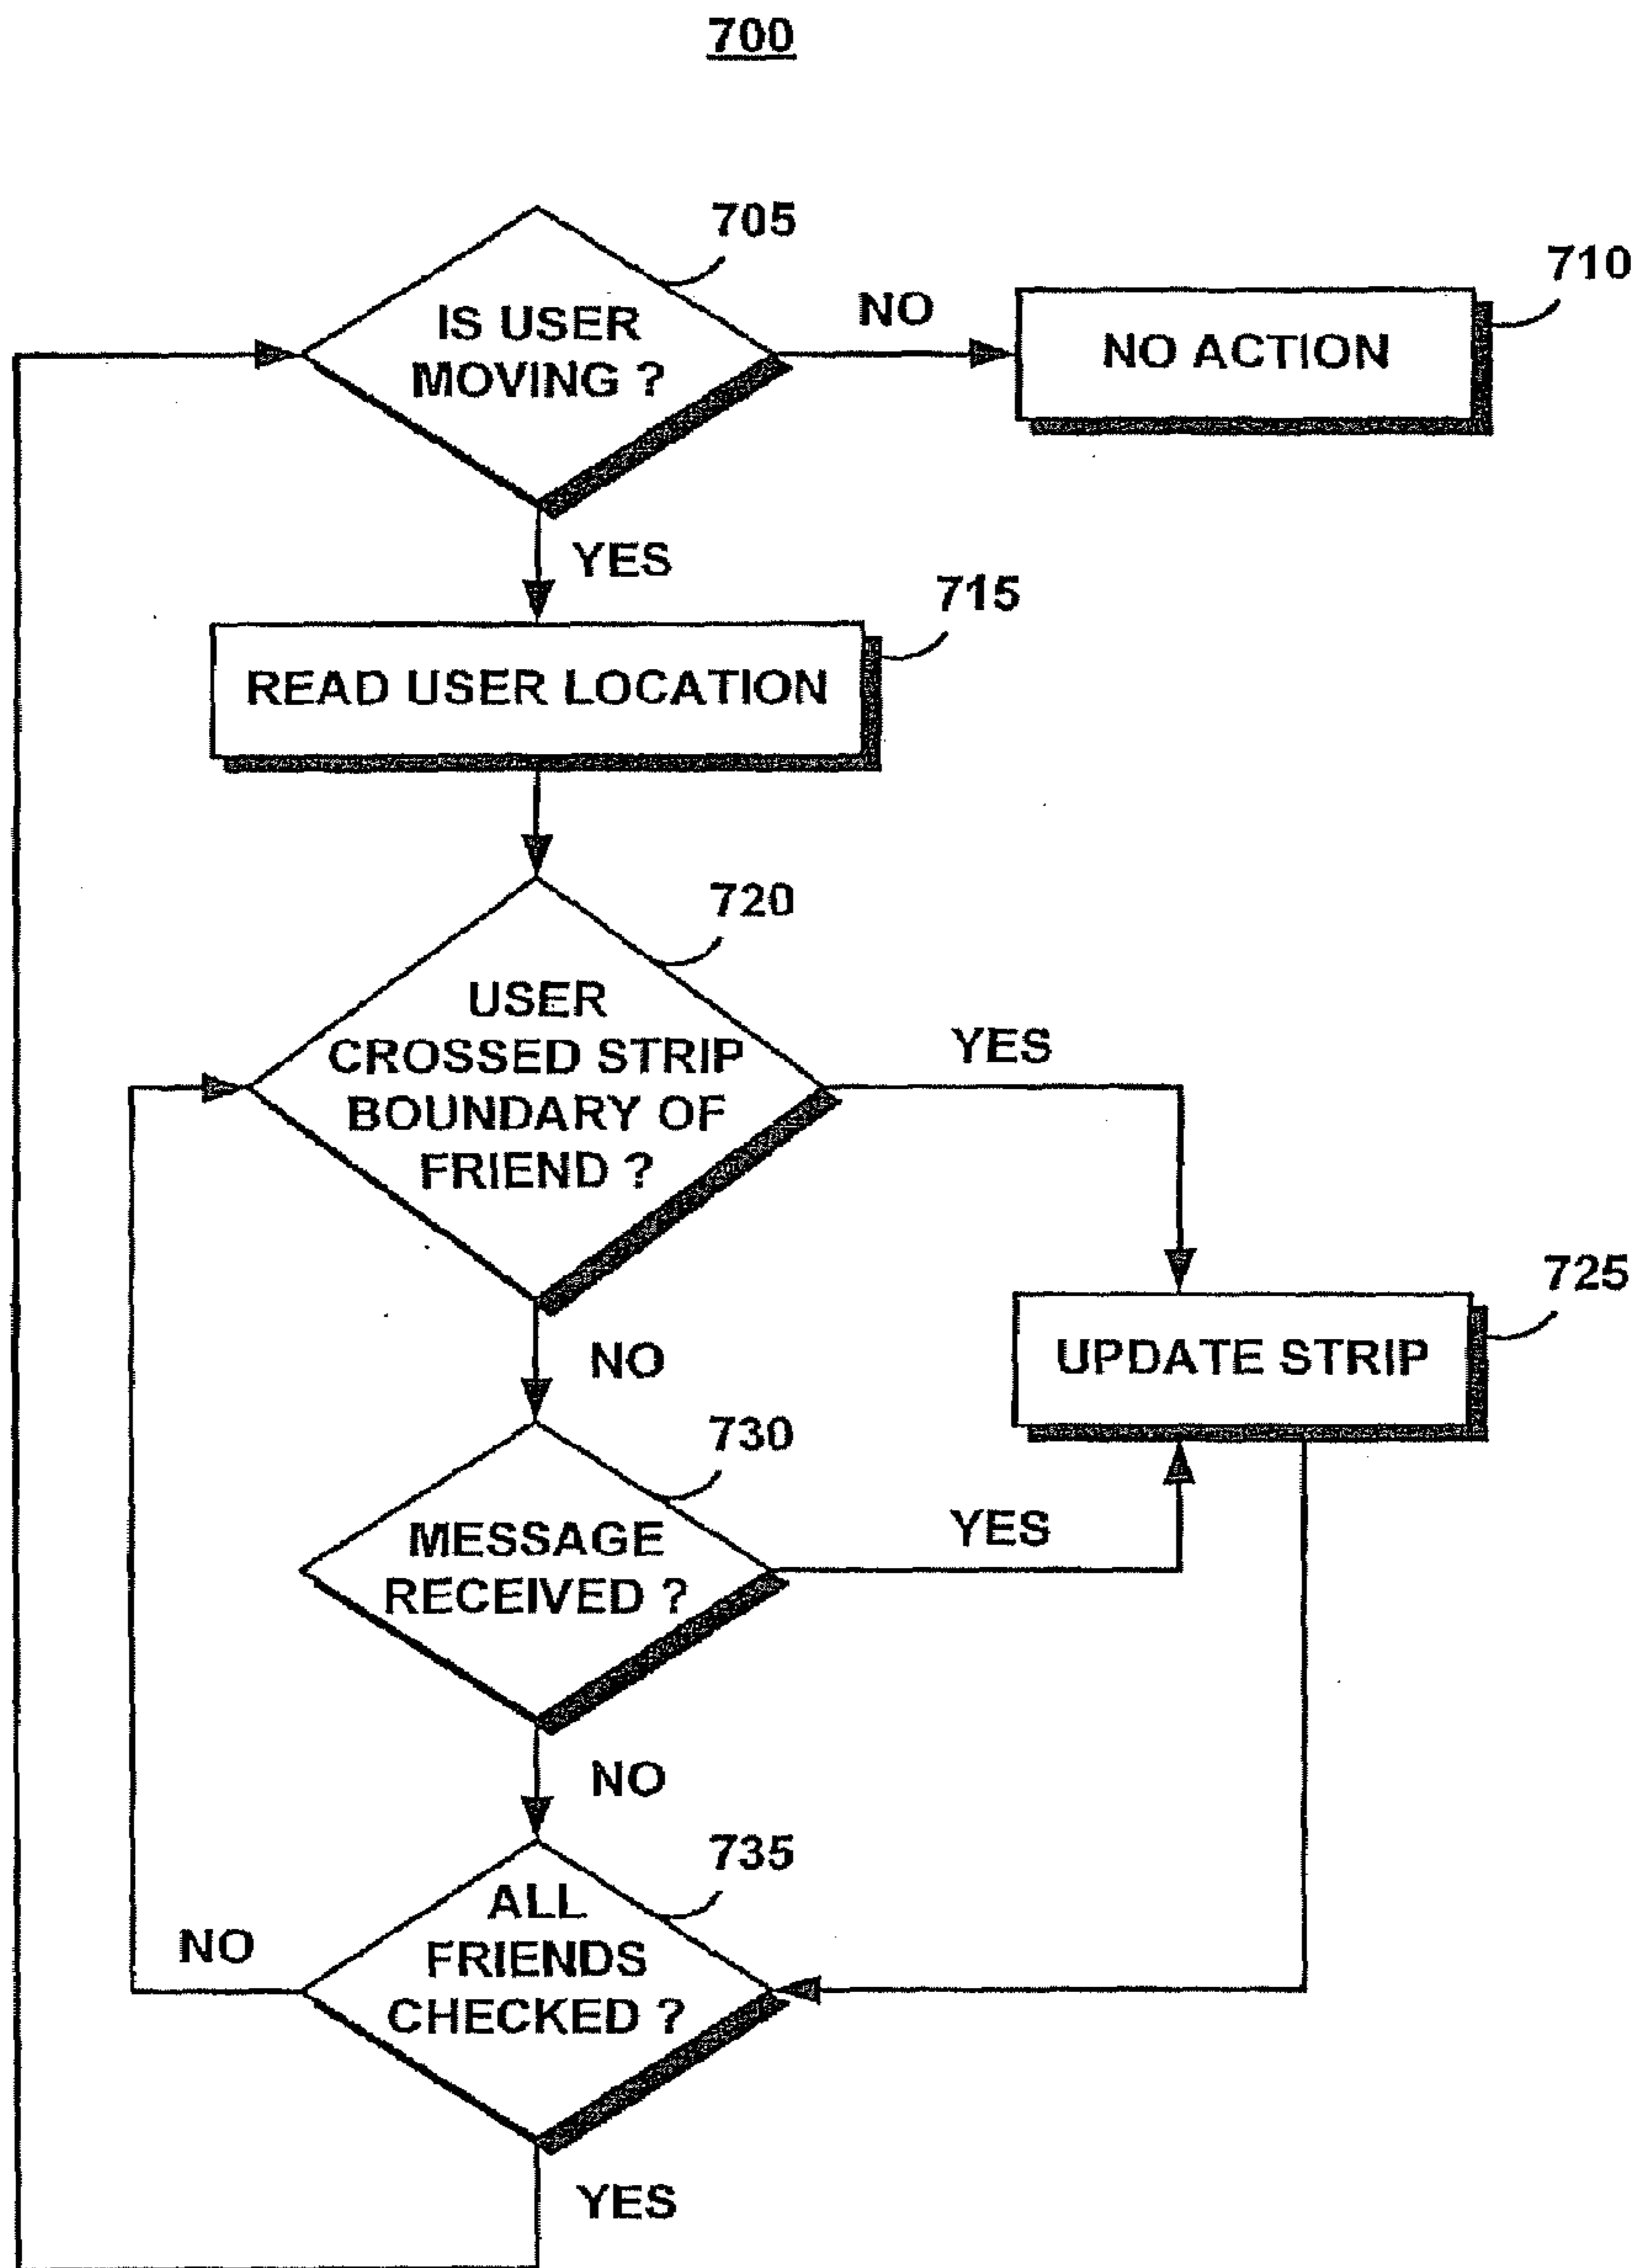 700
705
IS USER
MOVING ?
NO
710
NO ACTION
YES
715
READ USER LOCATION
720
USER
CROSSED STRIP
BOUNDARY OF
FRIEND ?
YES
725
UPDATE STRIP
NO
730
MESSAGE
RECEIVED ?
YES
NO
735
ALL
FRIENDS
CHECKED ?
NO
YES